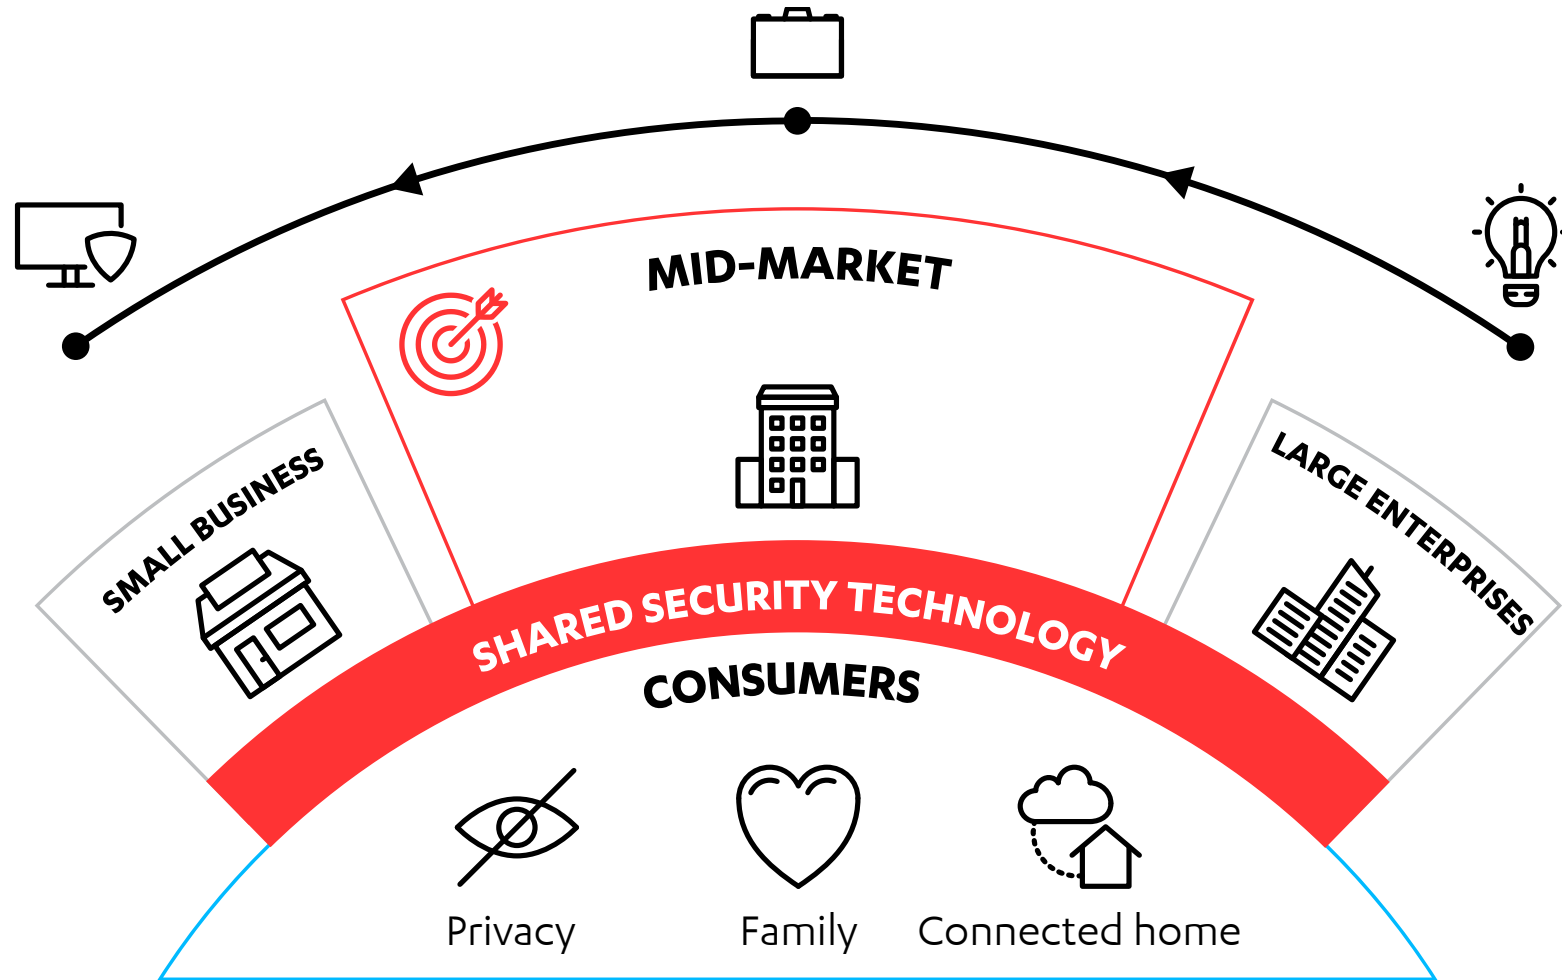 MID-MARKET
SMALL BUSINESS
LARGE ENTERPRISES
SHARED SECURITY TECHNOLOGY
CONSUMERS
Privacy
Family
Connected home